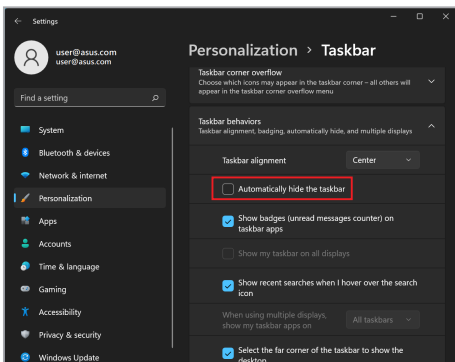 Settings
user@asus.com
user@asus.com
Find a setting
System
Bluetooth & devices
Network & internet
Personalization
Apps
Accounts
Time & language
Gaming
Accessibility
Privacy & security
Windows Update
Personalization > Taskbar
Taskbar corner overflow
Choose which icons may appear in the taskbar corner – all others will
appear in the taskbar corner overflow menu
Taskbar behaviors
Taskbar alignment, badging, automatically hide, and multiple displays
Taskbar alignment
Center
Automatically hide the taskbar
Show badges (unread messages counter) on
taskbar apps
Show my taskbar on all displays
Show recent searches when I hover over the search
icon
When using multiple displays,
show my taskbar apps on
All taskbars
Select the far corner of the taskbar to show the
desktop